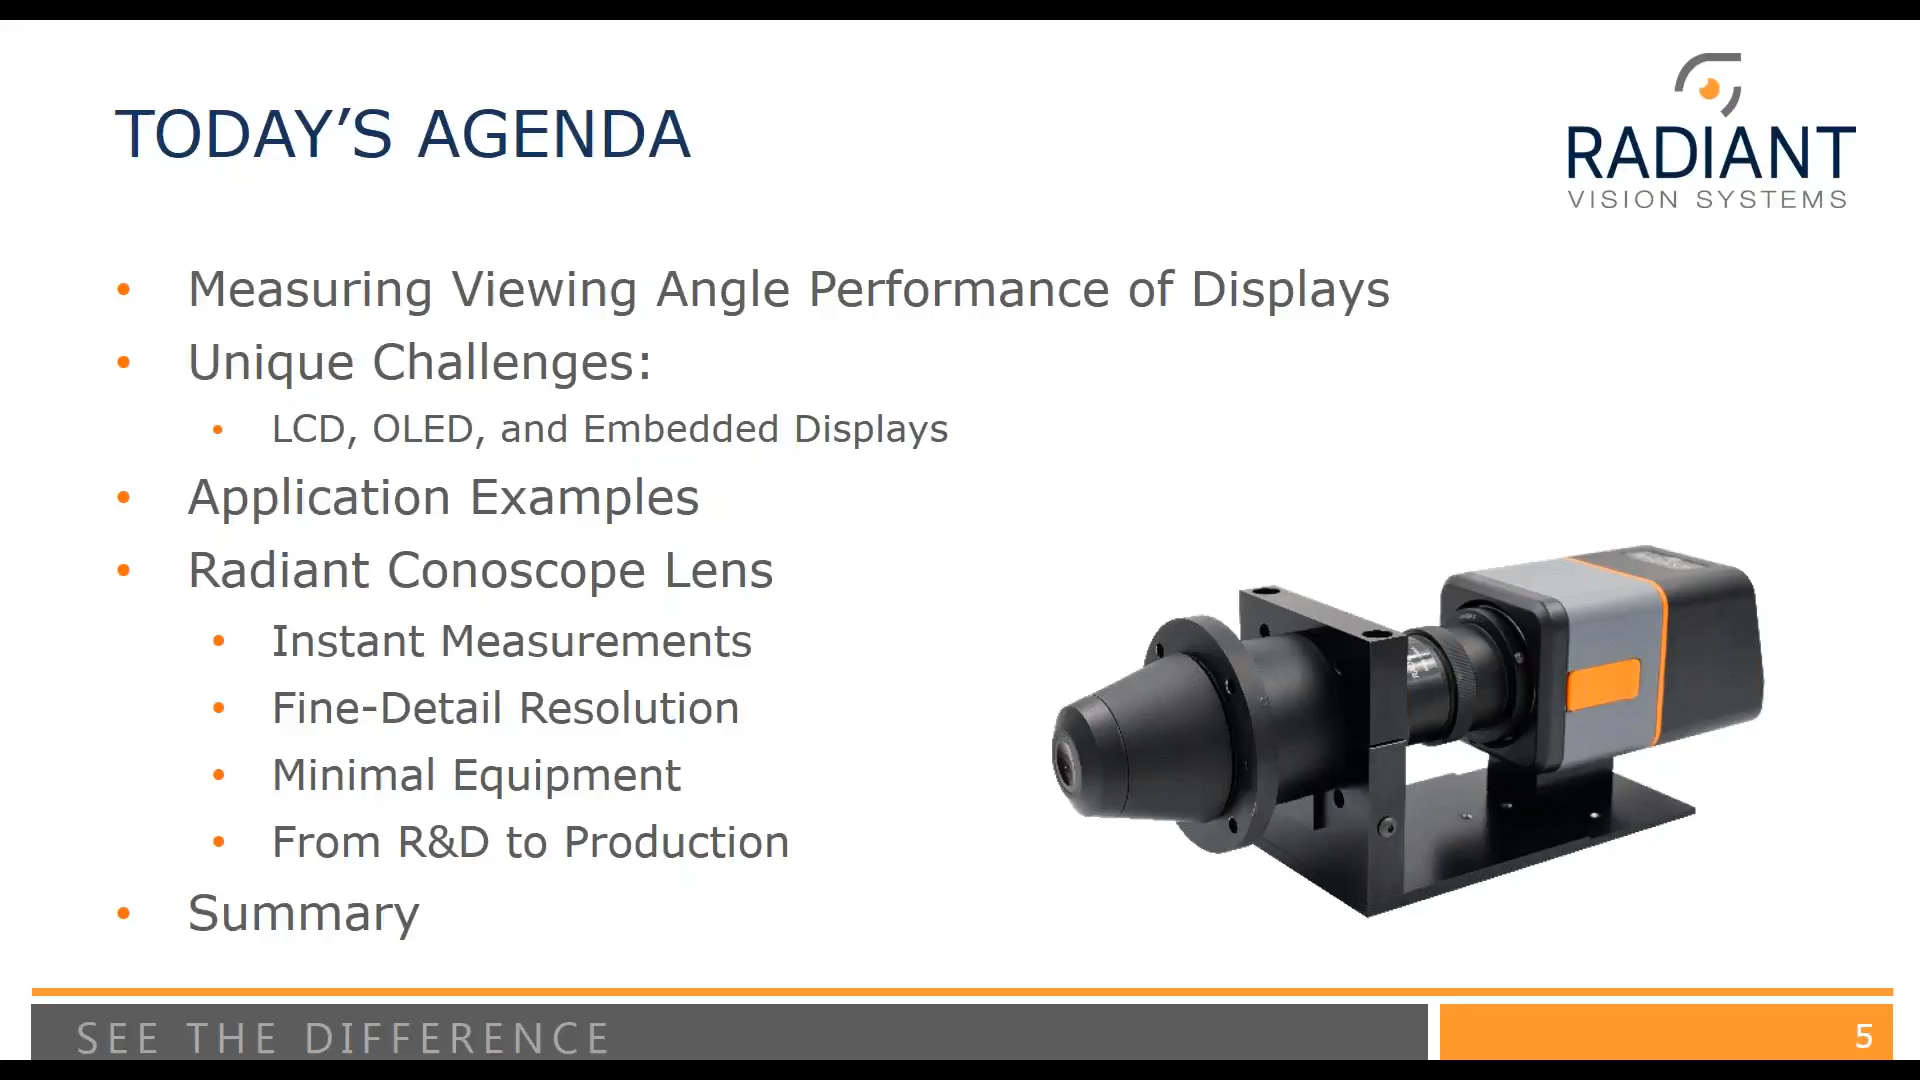 TODAY’S AGENDA
RADIANT
VISION SYSTEMS
• Measuring Viewing Angle Performance of Displays
• Unique Challenges:
• LCD, OLED, and Embedded Displays
• Application Examples
• Radiant Conoscope Lens
• Instant Measurements
• Fine-Detail Resolution
• Minimal Equipment
• From R&D to Production
• Summary
SEE THE DIFFERENCE
5